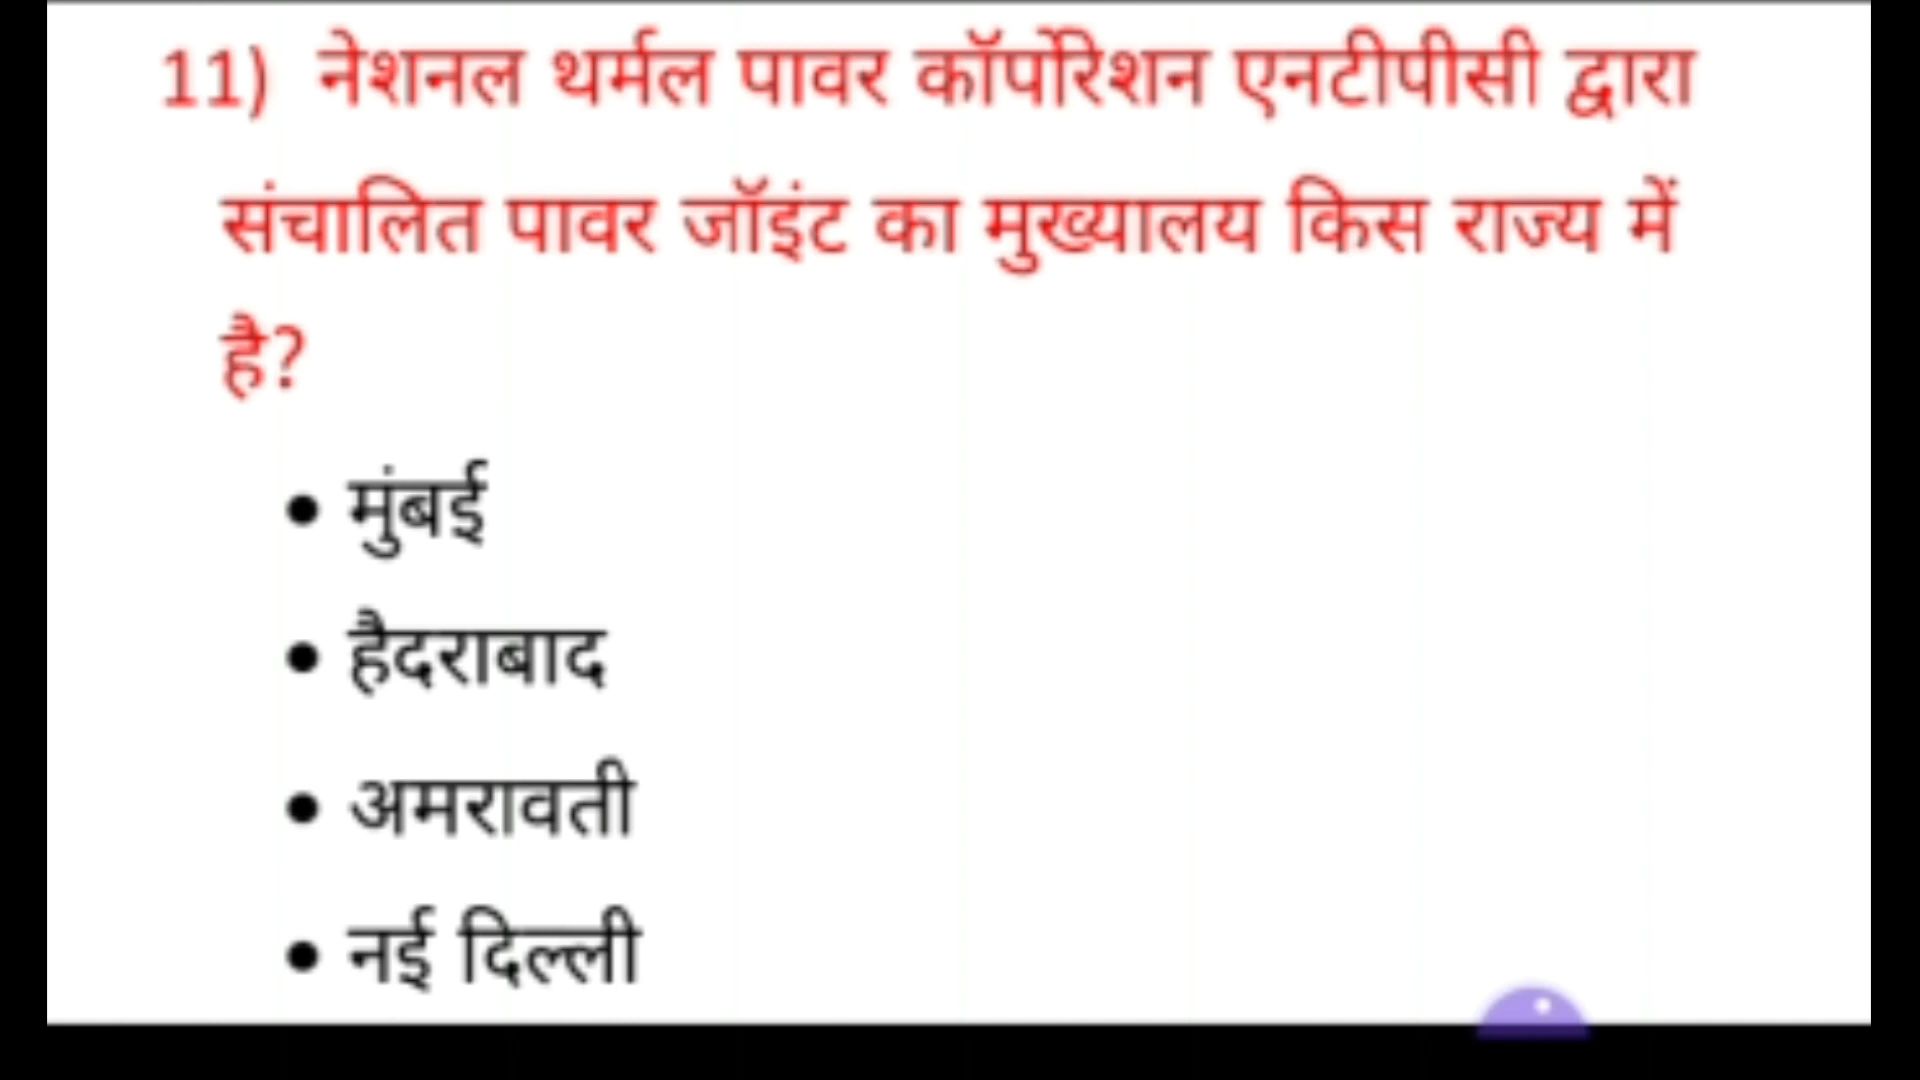 11) नेशनल थर्मल पावर कॉर्पोरेशन एनटीपीसी द्वारा
संचालित पावर जॉइंट का मुख्यालय किस राज्य में
है?
• मुंबई
• हैदराबाद
• अमरावती
• नई दिल्ली